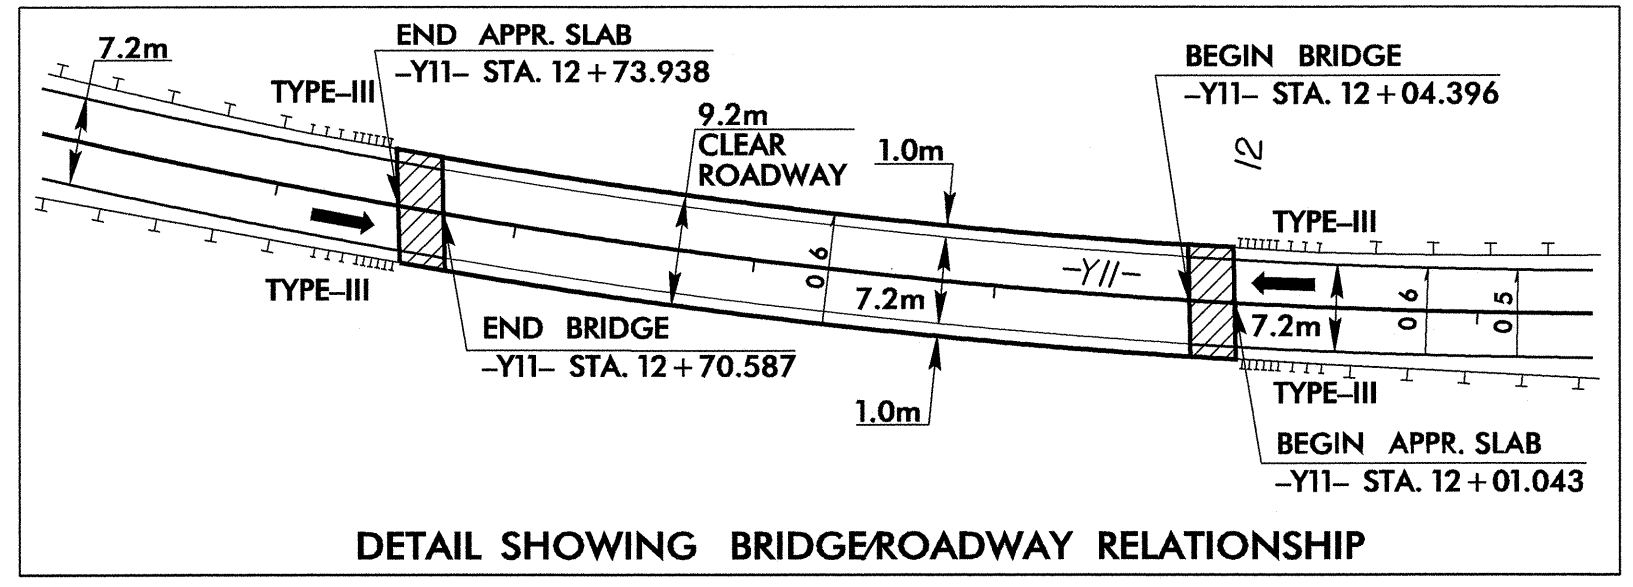 7.2m
END APPR. SLAB
–Y11– STA. 12+73.938
TYPE–III
9.2m
CLEAR
ROADWAY
1.0m
BEGIN BRIDGE
–Y11– STA. 12+04.396
12
TYPE–III
TYPE–III
END BRIDGE
–Y11– STA. 12+70.587
0 6
7.2m
–Y11–
7.2m
0 6
0 5
1.0m
TYPE–III
BEGIN APPR. SLAB
–Y11– STA. 12+01.043
DETAIL SHOWING BRIDGE/ROADWAY RELATIONSHIP